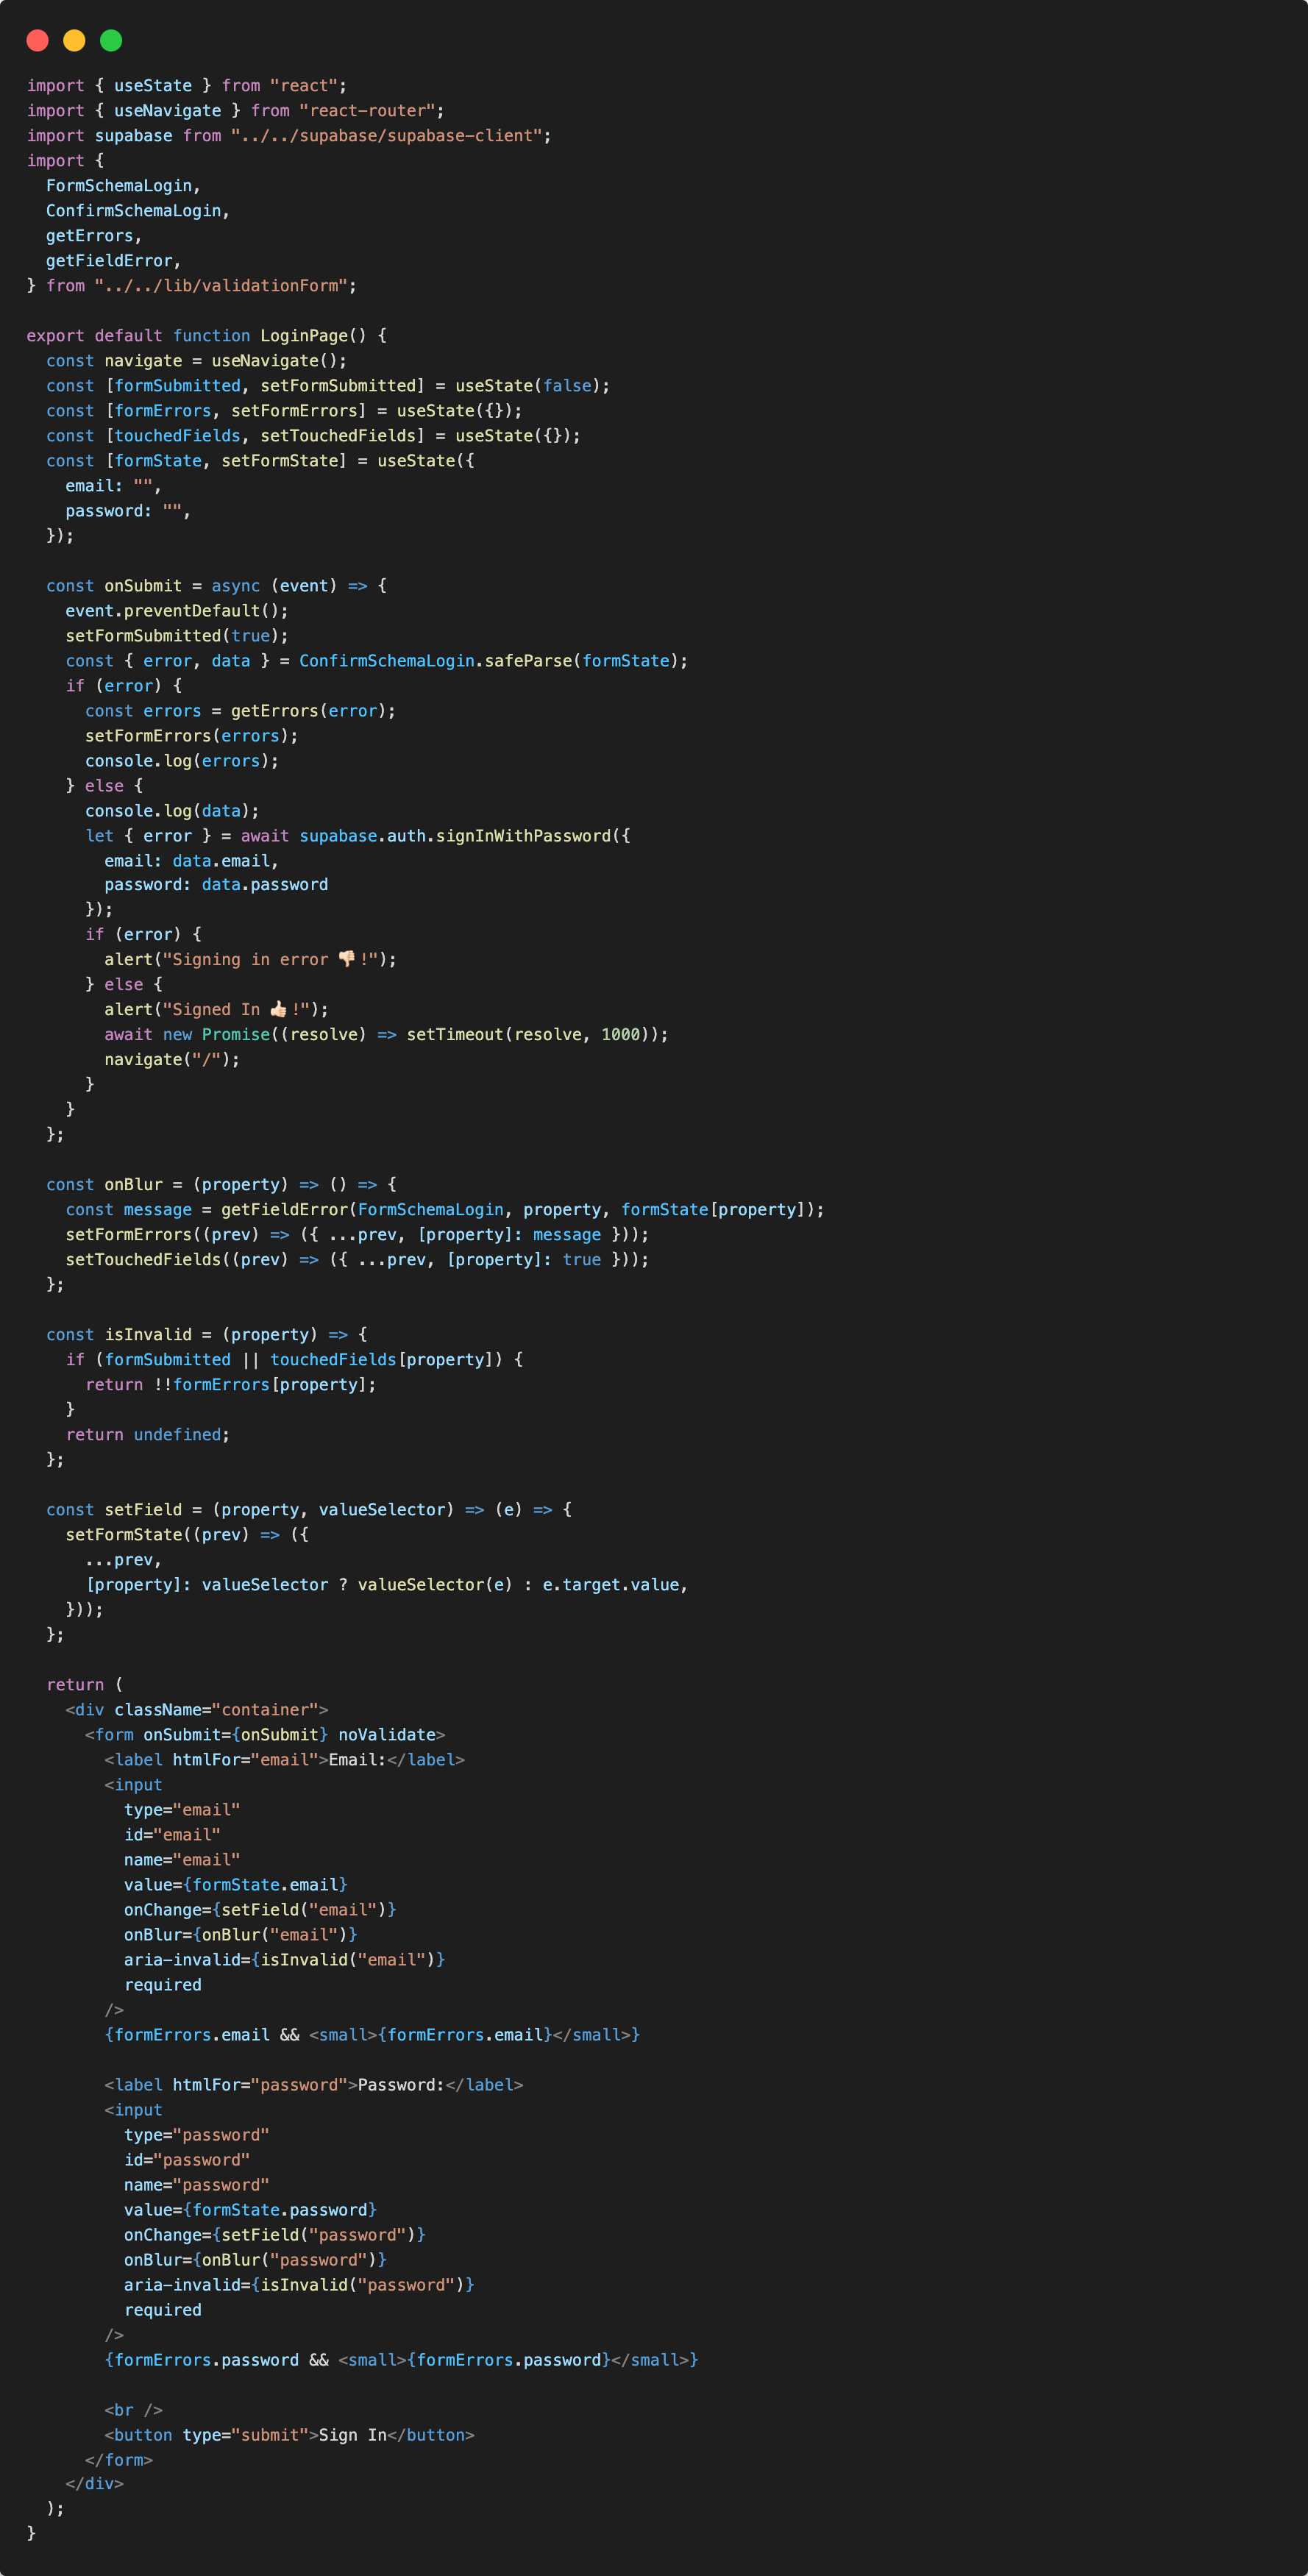 import { useState } from "react";
import { useNavigate } from "react-router";
import supabase from "../../supabase/supabase-client";
import {
  FormSchemaLogin,
  ConfirmSchemaLogin,
  getErrors,
  getFieldError,
} from "../../lib/validationForm";

export default function LoginPage() {
  const navigate = useNavigate();
  const [formSubmitted, setFormSubmitted] = useState(false);
  const [formErrors, setFormErrors] = useState({});
  const [touchedFields, setTouchedFields] = useState({});
  const [formState, setFormState] = useState({
    email: "",
    password: "",
  });

  const onSubmit = async (event) => {
    event.preventDefault();
    setFormSubmitted(true);
    const { error, data } = ConfirmSchemaLogin.safeParse(formState);
    if (error) {
      const errors = getErrors(error);
      setFormErrors(errors);
      console.log(errors);
    } else {
      console.log(data);
      let { error } = await supabase.auth.signInWithPassword({
        email: data.email,
        password: data.password
      });
      if (error) {
        alert("Signing in error 👎🏻!");
      } else {
        alert("Signed In 👍🏻!");
        await new Promise((resolve) => setTimeout(resolve, 1000));
        navigate("/");
      }
    }
  };

  const onBlur = (property) => () => {
    const message = getFieldError(FormSchemaLogin, property, formState[property]);
    setFormErrors((prev) => ({ ...prev, [property]: message }));
    setTouchedFields((prev) => ({ ...prev, [property]: true }));
  };

  const isInvalid = (property) => {
    if (formSubmitted || touchedFields[property]) {
      return !!formErrors[property];
    }
    return undefined;
  };

  const setField = (property, valueSelector) => (e) => {
    setFormState((prev) => ({
      ...prev,
      [property]: valueSelector ? valueSelector(e) : e.target.value,
    }));
  };

  return (
    <div className="container">
      <form onSubmit={onSubmit} noValidate>
        <label htmlFor="email">Email:</label>
        <input
          type="email"
          id="email"
          name="email"
          value={formState.email}
          onChange={setField("email")}
          onBlur={onBlur("email")}
          aria-invalid={isInvalid("email")}
          required
        />
        {formErrors.email && <small>{formErrors.email}</small>}

        <label htmlFor="password">Password:</label>
        <input
          type="password"
          id="password"
          name="password"
          value={formState.password}
          onChange={setField("password")}
          onBlur={onBlur("password")}
          aria-invalid={isInvalid("password")}
          required
        />
        {formErrors.password && <small>{formErrors.password}</small>}

        <br />
        <button type="submit">Sign In</button>
      </form>
    </div>
  );
}